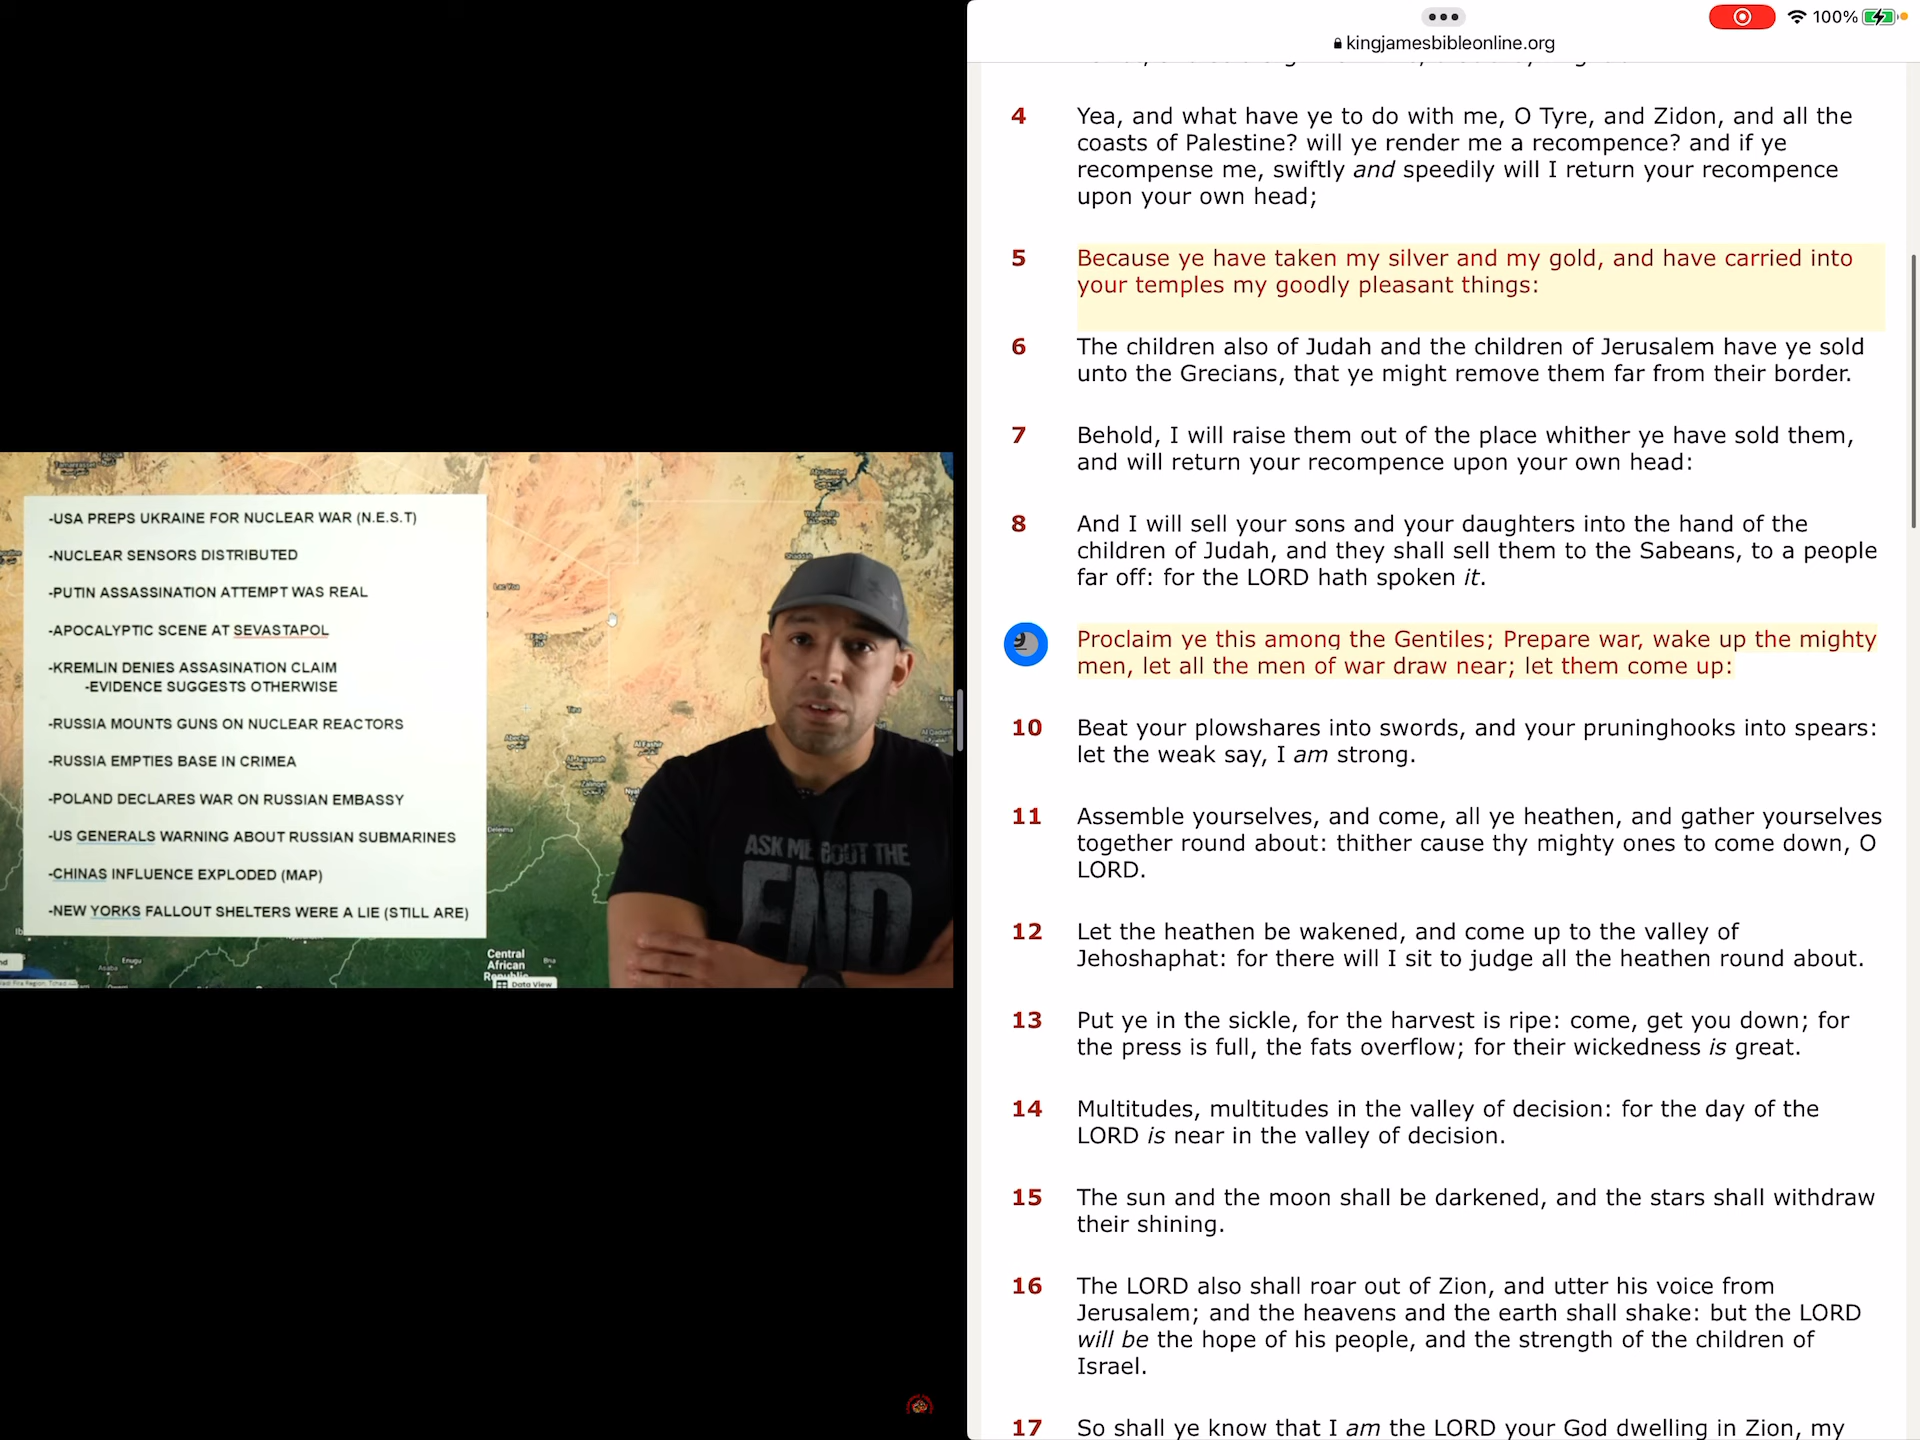 -USA PREPS UKRAINE FOR NUCLEAR WAR (N.E.S.T)
-NUCLEAR SENSORS DISTRIBUTED
-PUTIN ASSASSINATION ATTEMPT WAS REAL
-APOCALYPTIC SCENE AT SEVASTAPOL
-KREMLIN DENIES ASSASINATION CLAIM
-EVIDENCE SUGGESTS OTHERWISE
-RUSSIA MOUNTS GUNS ON NUCLEAR REACTORS
-RUSSIA EMPTIES BASE IN CRIMEA
-POLAND DECLARES WAR ON RUSSIAN EMBASSY
-US GENERALS WARNING ABOUT RUSSIAN SUBMARINES
-CHINAS INFLUENCE EXPLODED (MAP)
-NEW YORKS FALLOUT SHELTERS WERE A LIE (STILL ARE)
ASK ME BOUT THE
END
Central
African
Republic
Data View
100%
kingjamesbibleonline.org
4 Yea, and what have ye to do with me, O Tyre, and Zidon, and all the
coasts of Palestine? will ye render me a recompence? and if ye
recompense me, swiftly and speedily will I return your recompence
upon your own head;
5 Because ye have taken my silver and my gold, and have carried into
your temples my goodly pleasant things:
6 The children also of Judah and the children of Jerusalem have ye sold
unto the Grecians, that ye might remove them far from their border.
7 Behold, I will raise them out of the place whither ye have sold them,
and will return your recompence upon your own head:
8 And I will sell your sons and your daughters into the hand of the
children of Judah, and they shall sell them to the Sabeans, to a people
far off: for the LORD hath spoken it.
9 Proclaim ye this among the Gentiles; Prepare war, wake up the mighty
men, let all the men of war draw near; let them come up:
10 Beat your plowshares into swords, and your pruninghooks into spears:
let the weak say, I am strong.
11 Assemble yourselves, and come, all ye heathen, and gather yourselves
together round about: thither cause thy mighty ones to come down, O
LORD.
12 Let the heathen be wakened, and come up to the valley of
Jehoshaphat: for there will I sit to judge all the heathen round about.
13 Put ye in the sickle, for the harvest is ripe: come, get you down; for
the press is full, the fats overflow; for their wickedness is great.
14 Multitudes, multitudes in the valley of decision: for the day of the
LORD is near in the valley of decision.
15 The sun and the moon shall be darkened, and the stars shall withdraw
their shining.
16 The LORD also shall roar out of Zion, and utter his voice from
Jerusalem; and the heavens and the earth shall shake: but the LORD
will be the hope of his people, and the strength of the children of
Israel.
17 So shall ye know that I am the LORD your God dwelling in Zion, my